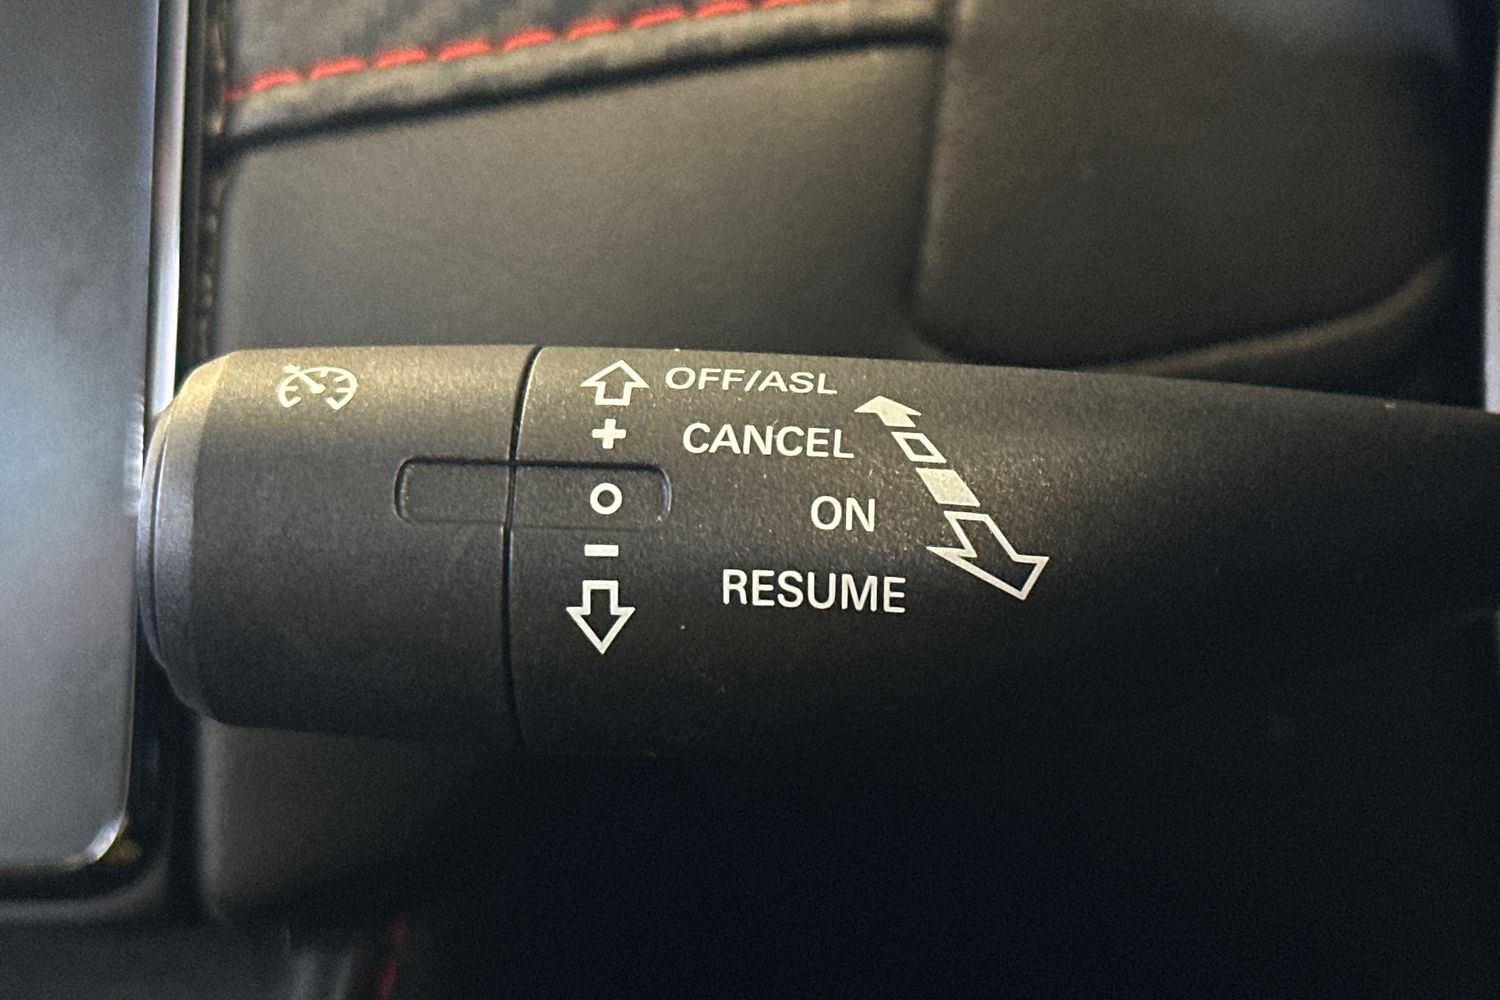 OFF/ASL
+ CANCEL
O ON
–
RESUME